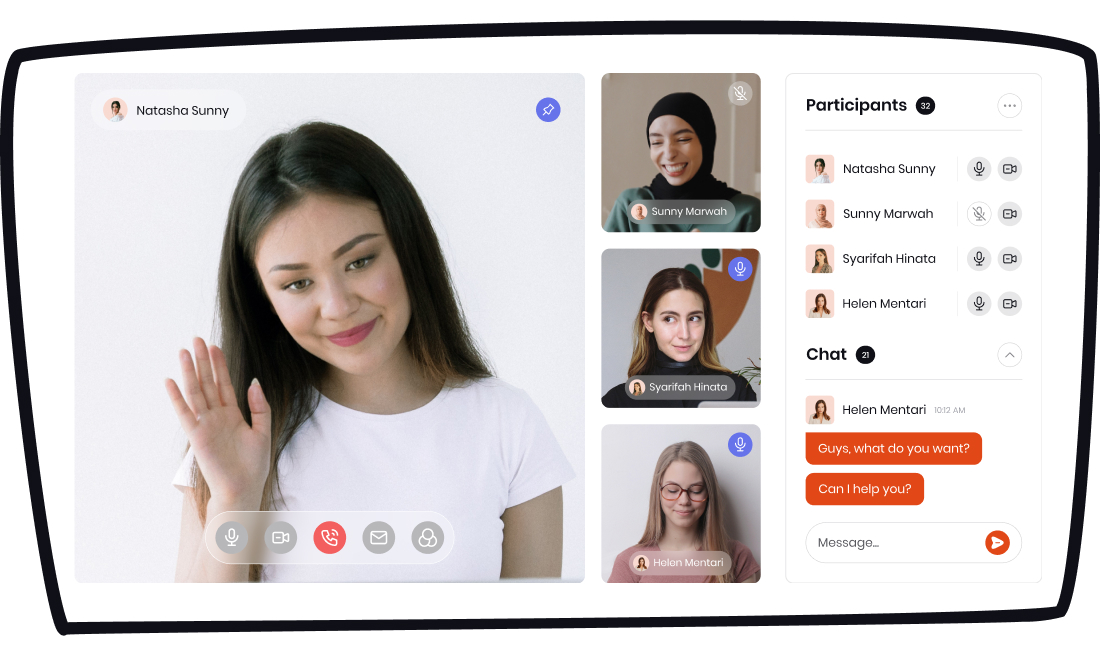 Natasha Sunny
Sunny Marwah
Syarifah Hinata
Helen Mentari
Participants 32
Natasha Sunny
Sunny Marwah
Syarifah Hinata
Helen Mentari
Chat 21
Helen Mentari 10:12 AM
Guys, what do you want?
Can I help you?
Message...